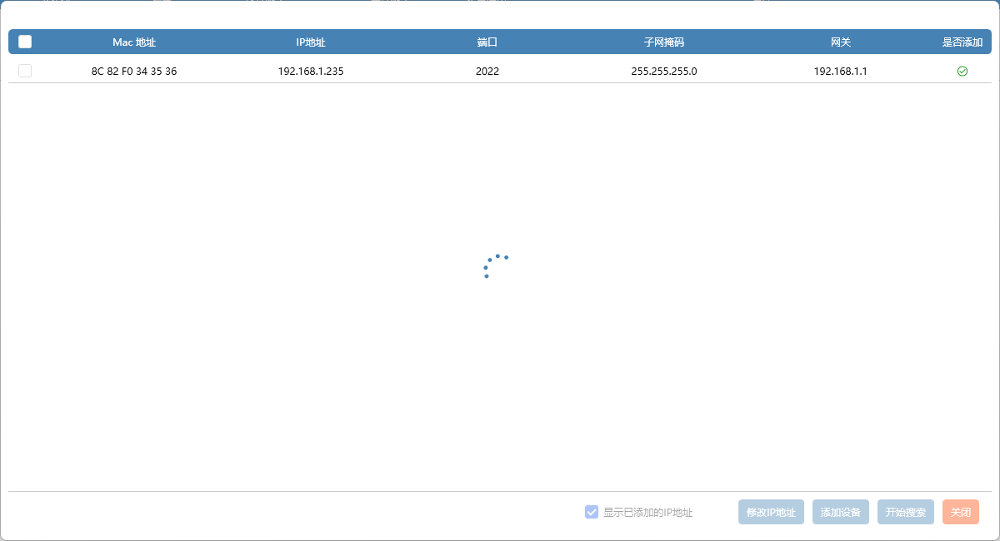 Mac 地址 IP地址 端口 子网掩码 网关 是否添加
8C 82 F0 34 35 36 192.168.1.235 2022 255.255.255.0 192.168.1.1
显示已添加的IP地址 修改IP地址 添加设备 开始搜索 关闭